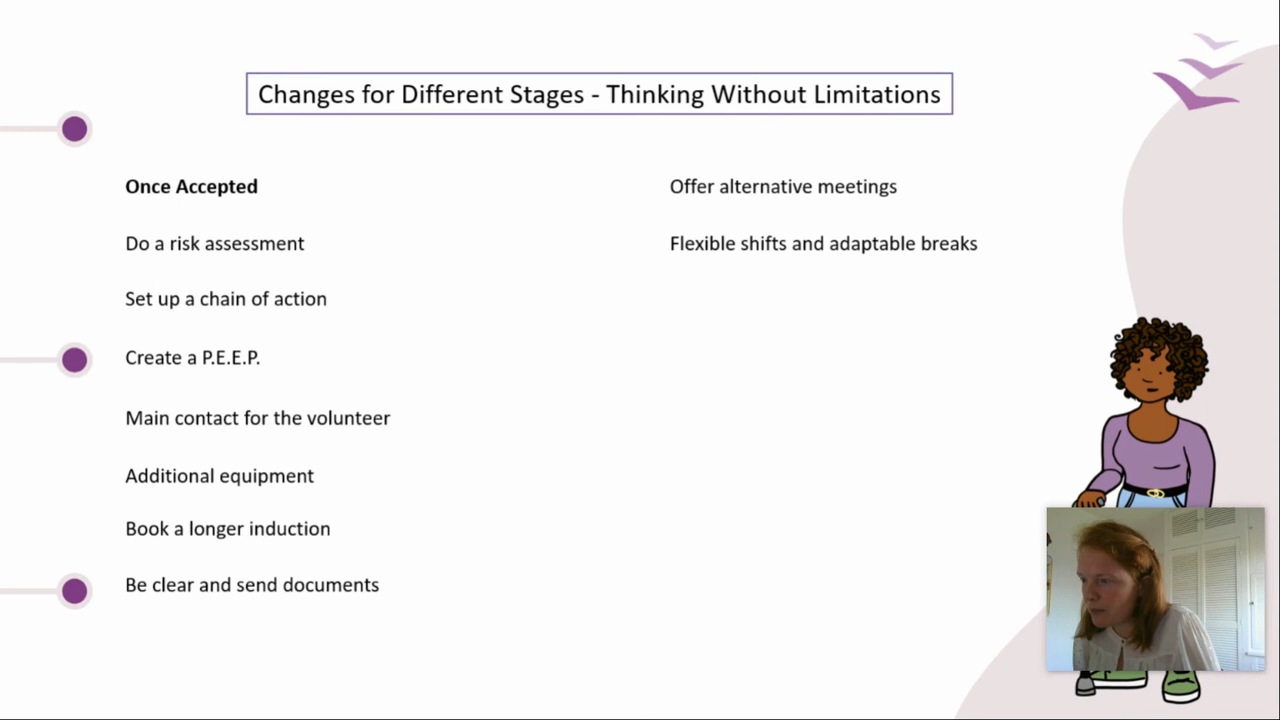 Changes for Different Stages - Thinking Without Limitations
Once Accepted
Do a risk assessment
Set up a chain of action
Create a P.E.E.P.
Main contact for the volunteer
Additional equipment
Book a longer induction
Be clear and send documents
Offer alternative meetings
Flexible shifts and adaptable breaks